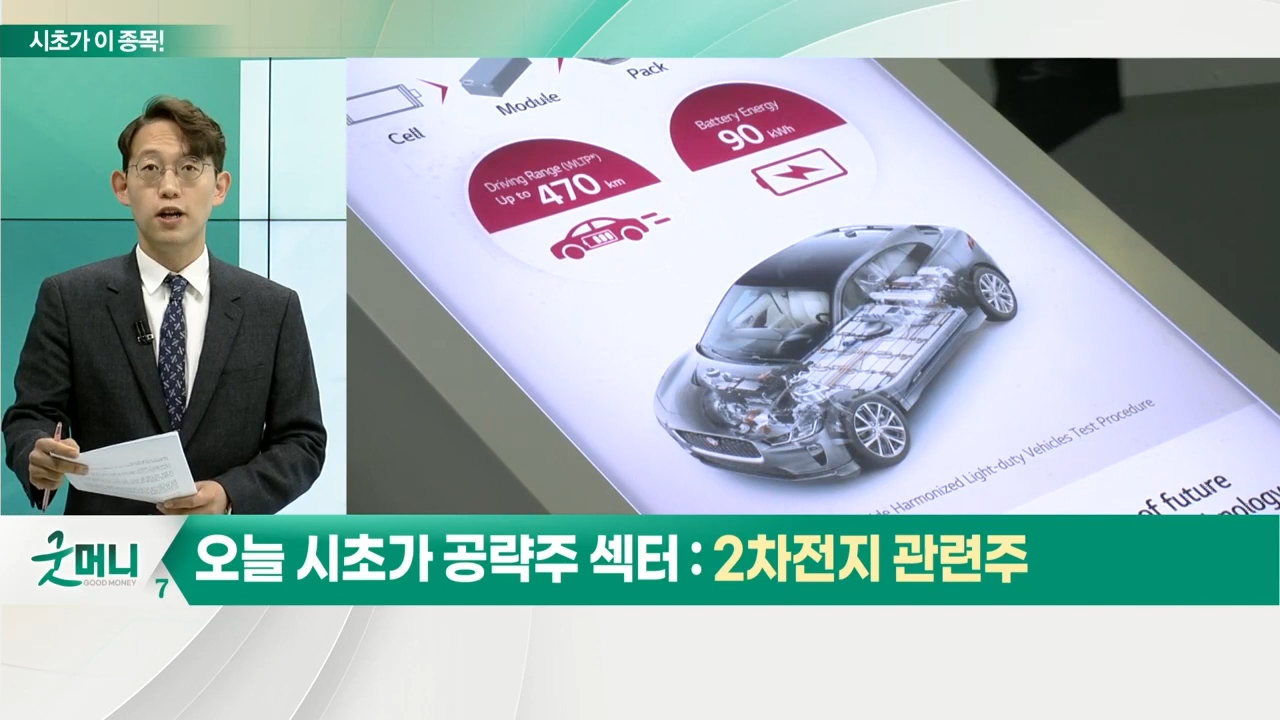 시초가 이 종목!
Cell
Module
Pack
Driving Range (WLTP*)
Up to 470 km
Battery Energy
90 kWh
de Harmonized Light-duty Vehicles Test Procedure
of future
굿머니
GOOD MONEY
7
오늘 시초가 공략주 섹터 : 2차전지 관련주